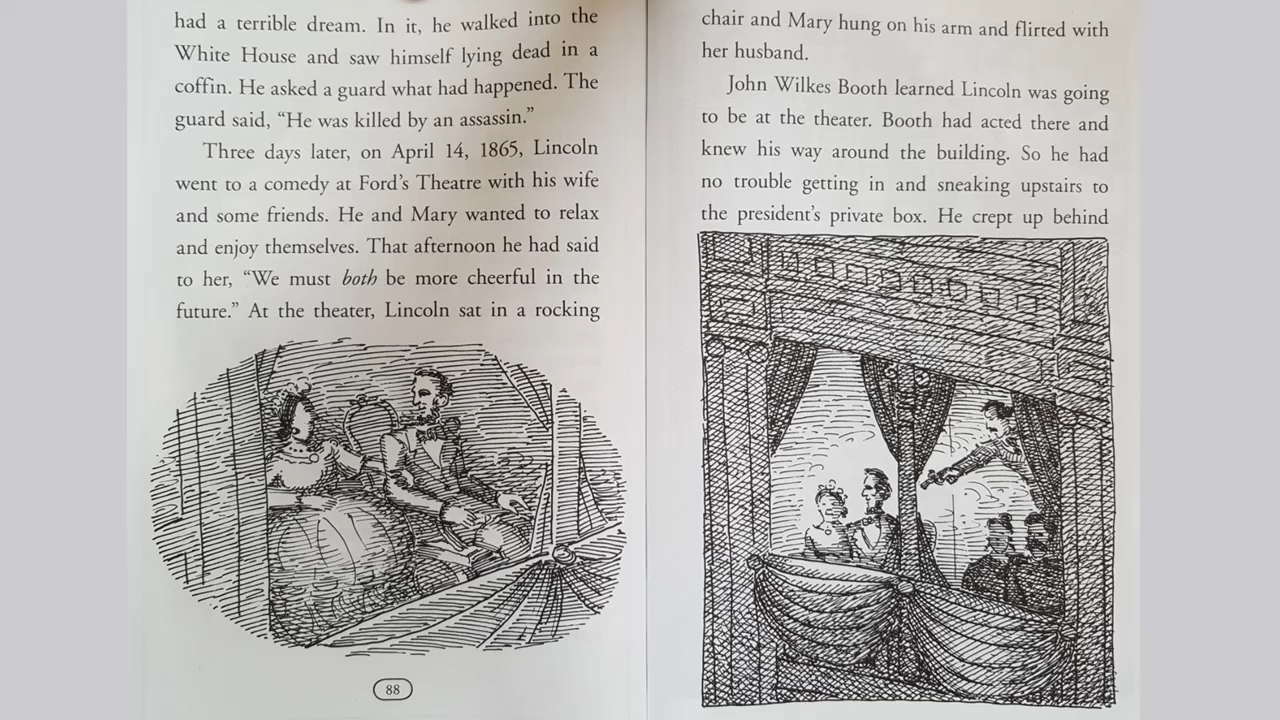 had a terrible dream. In it, he walked into the
White House and saw himself lying dead in a
coffin. He asked a guard what had happened. The
guard said, “He was killed by an assassin.”
Three days later, on April 14, 1865, Lincoln
went to a comedy at Ford’s Theatre with his wife
and some friends. He and Mary wanted to relax
and enjoy themselves. That afternoon he had said
to her, “We must both be more cheerful in the
future.” At the theater, Lincoln sat in a rocking
88
chair and Mary hung on his arm and flirted with
her husband.
John Wilkes Booth learned Lincoln was going
to be at the theater. Booth had acted there and
knew his way around the building. So he had
no trouble getting in and sneaking upstairs to
the president’s private box. He crept up behind